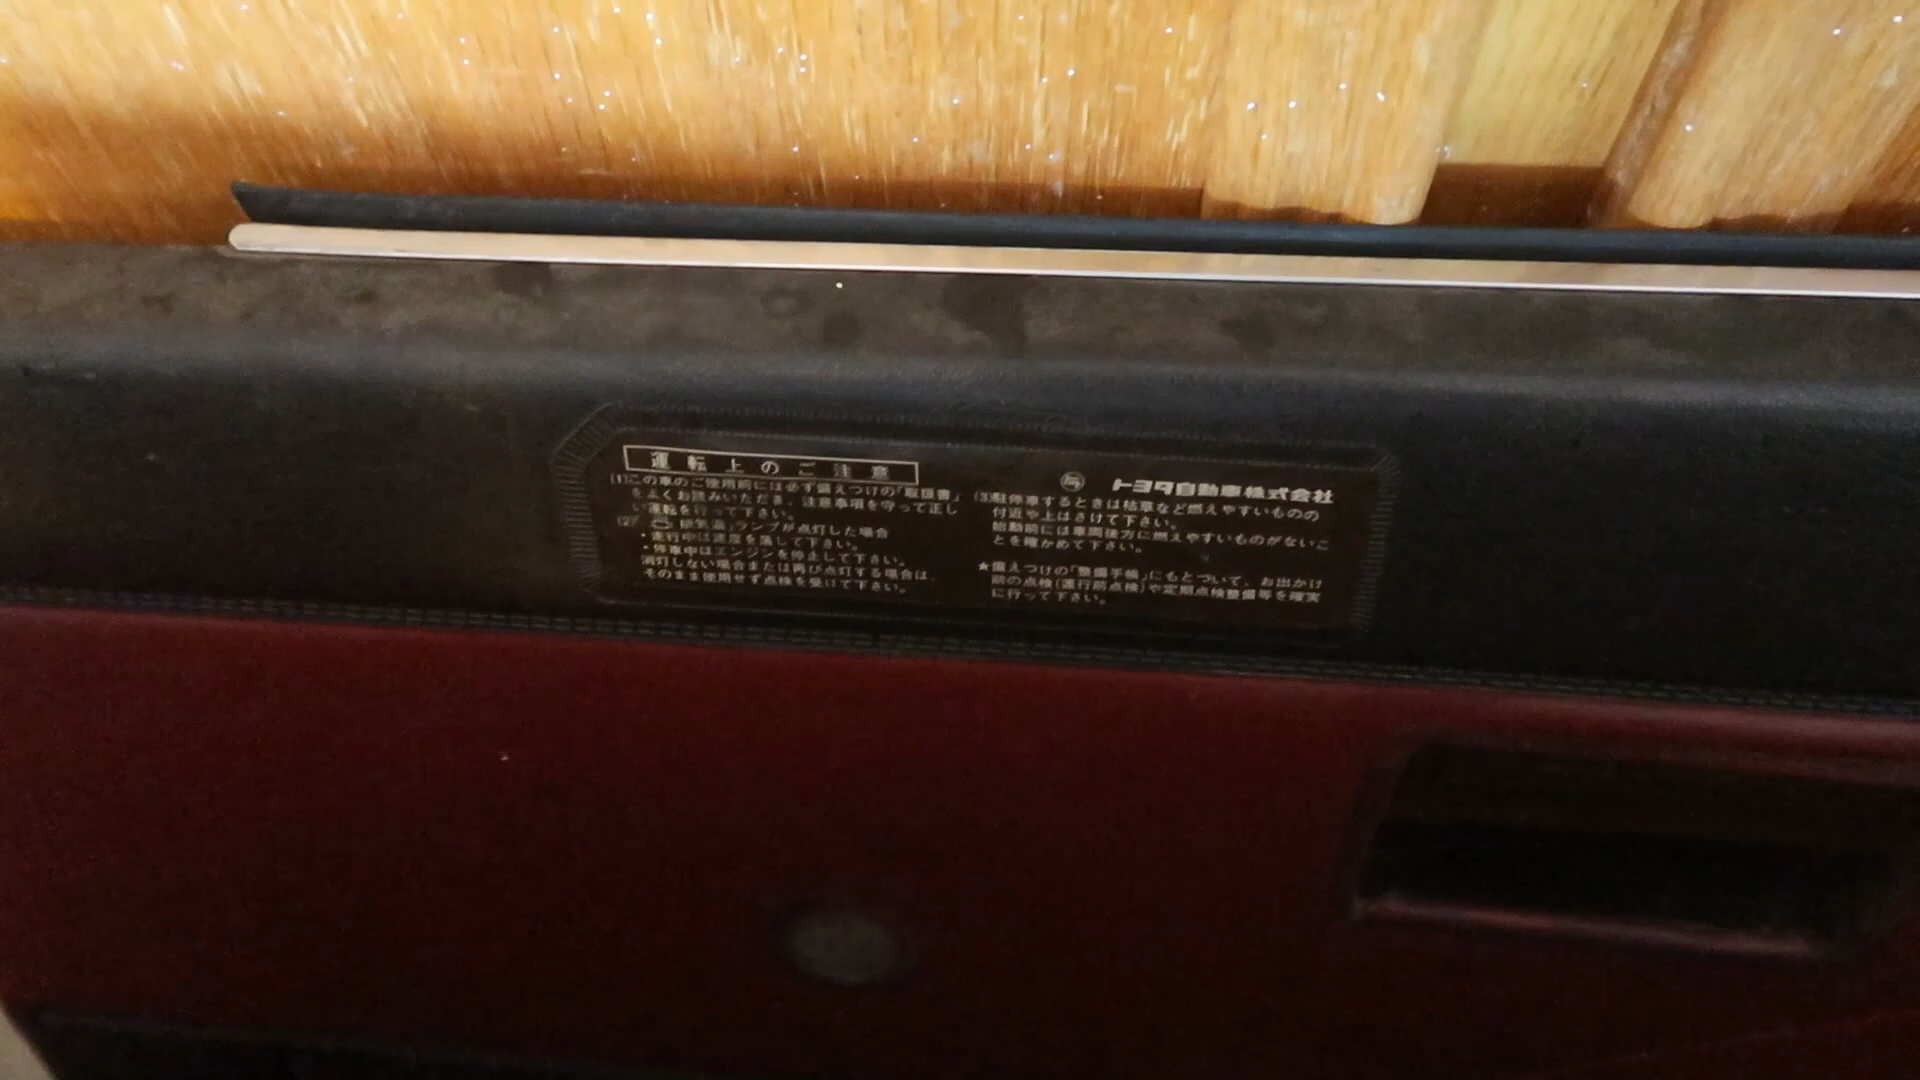 運転上のご注意
(1)この車のご使用前には必ず備えつけの「取扱書」
をよくお読みいただき、注意事項を守って正し
い運転を行って下さい。
(2) 排気温 ランプが点灯した場合
・走行中は速度を落して下さい。
・停車中はエンジンを停止して下さい。
消灯しない場合または再び点灯する場合は、
そのまま使用せず点検を受けて下さい。
トヨタ自動車株式会社
(3)駐停車するときは枯草など燃えやすいものの
付近や上はさけて下さい。
始動前には車両後方に燃えやすいものがないこ
とを確かめて下さい。
★備えつけの「整備手帳」にもとづいて、お出かけ
前の点検(運行前点検)や定期点検整備等を確実
に行って下さい。